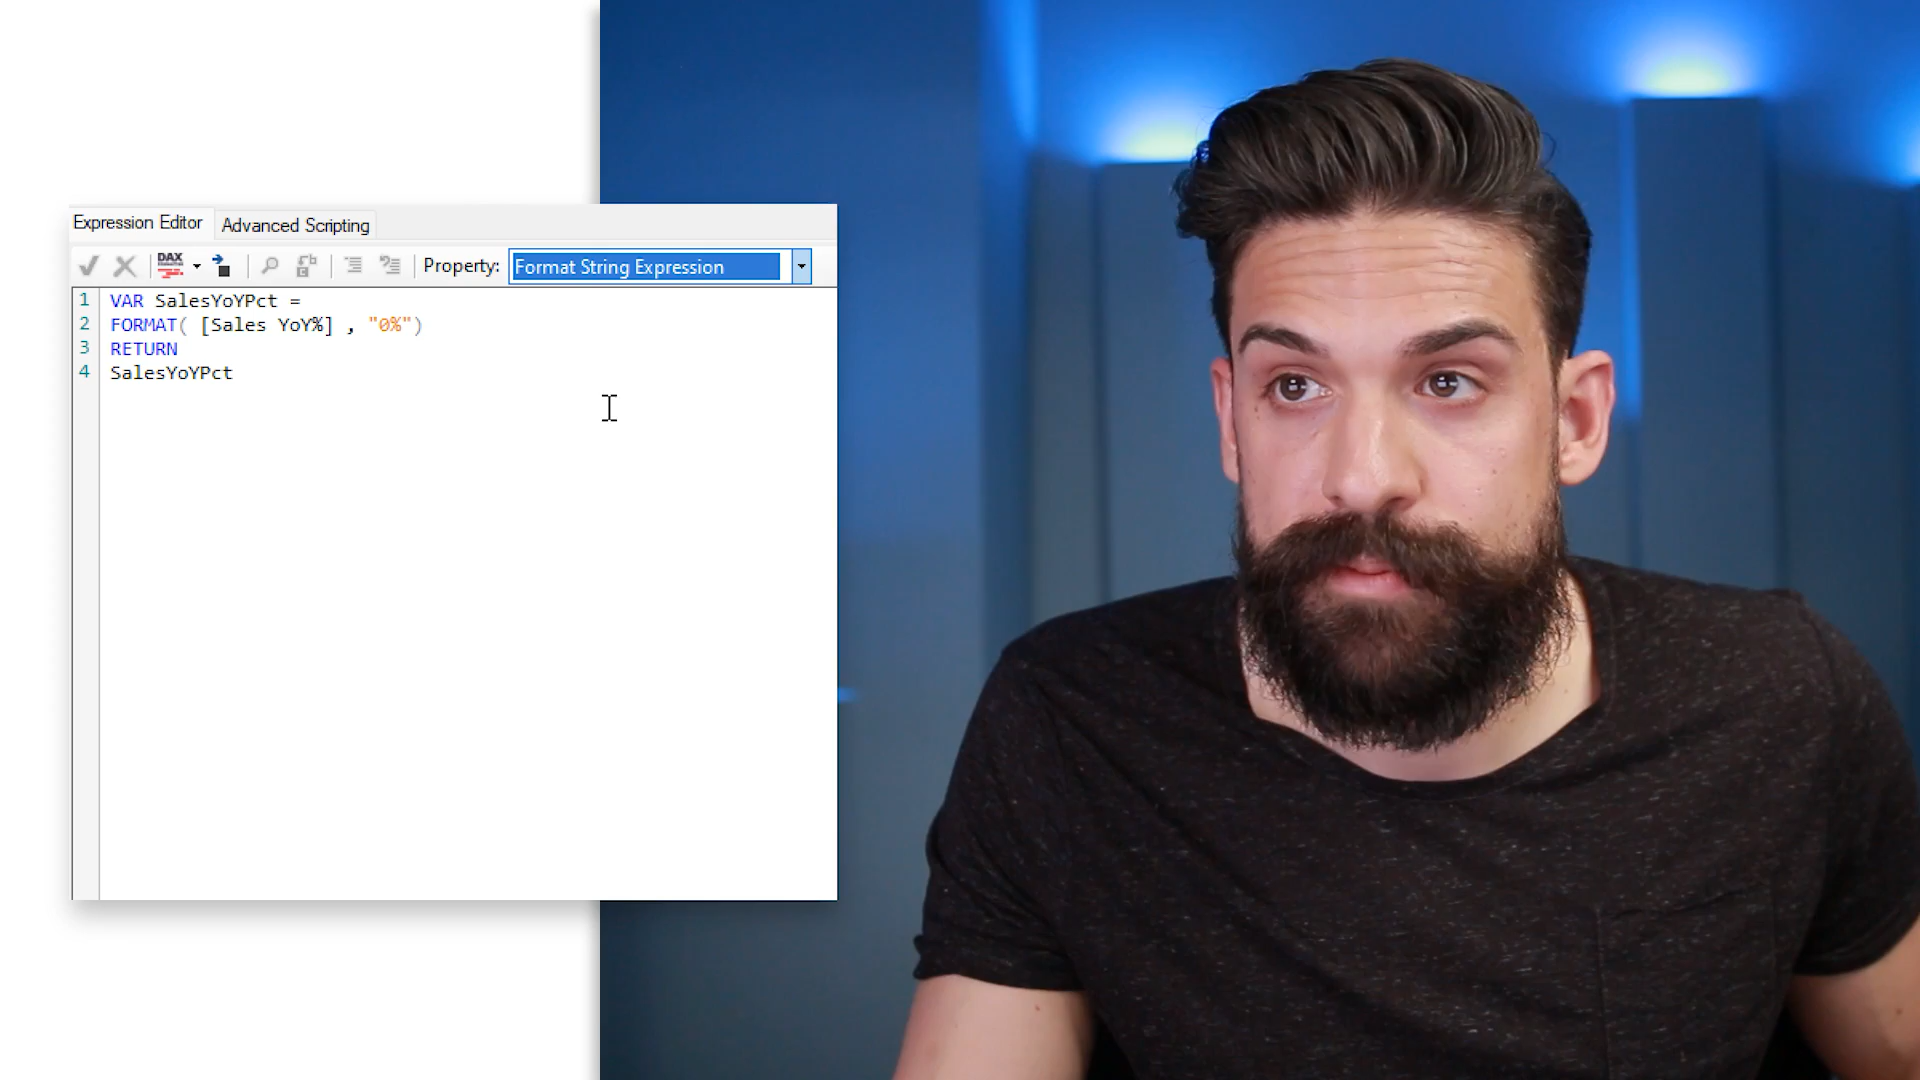 Expression Editor
Advanced Scripting
DAX
Property: Format String Expression
1 VAR SalesYoYPct =
2 FORMAT( [Sales YoY%] , "0%")
3 RETURN
4 SalesYoYPct